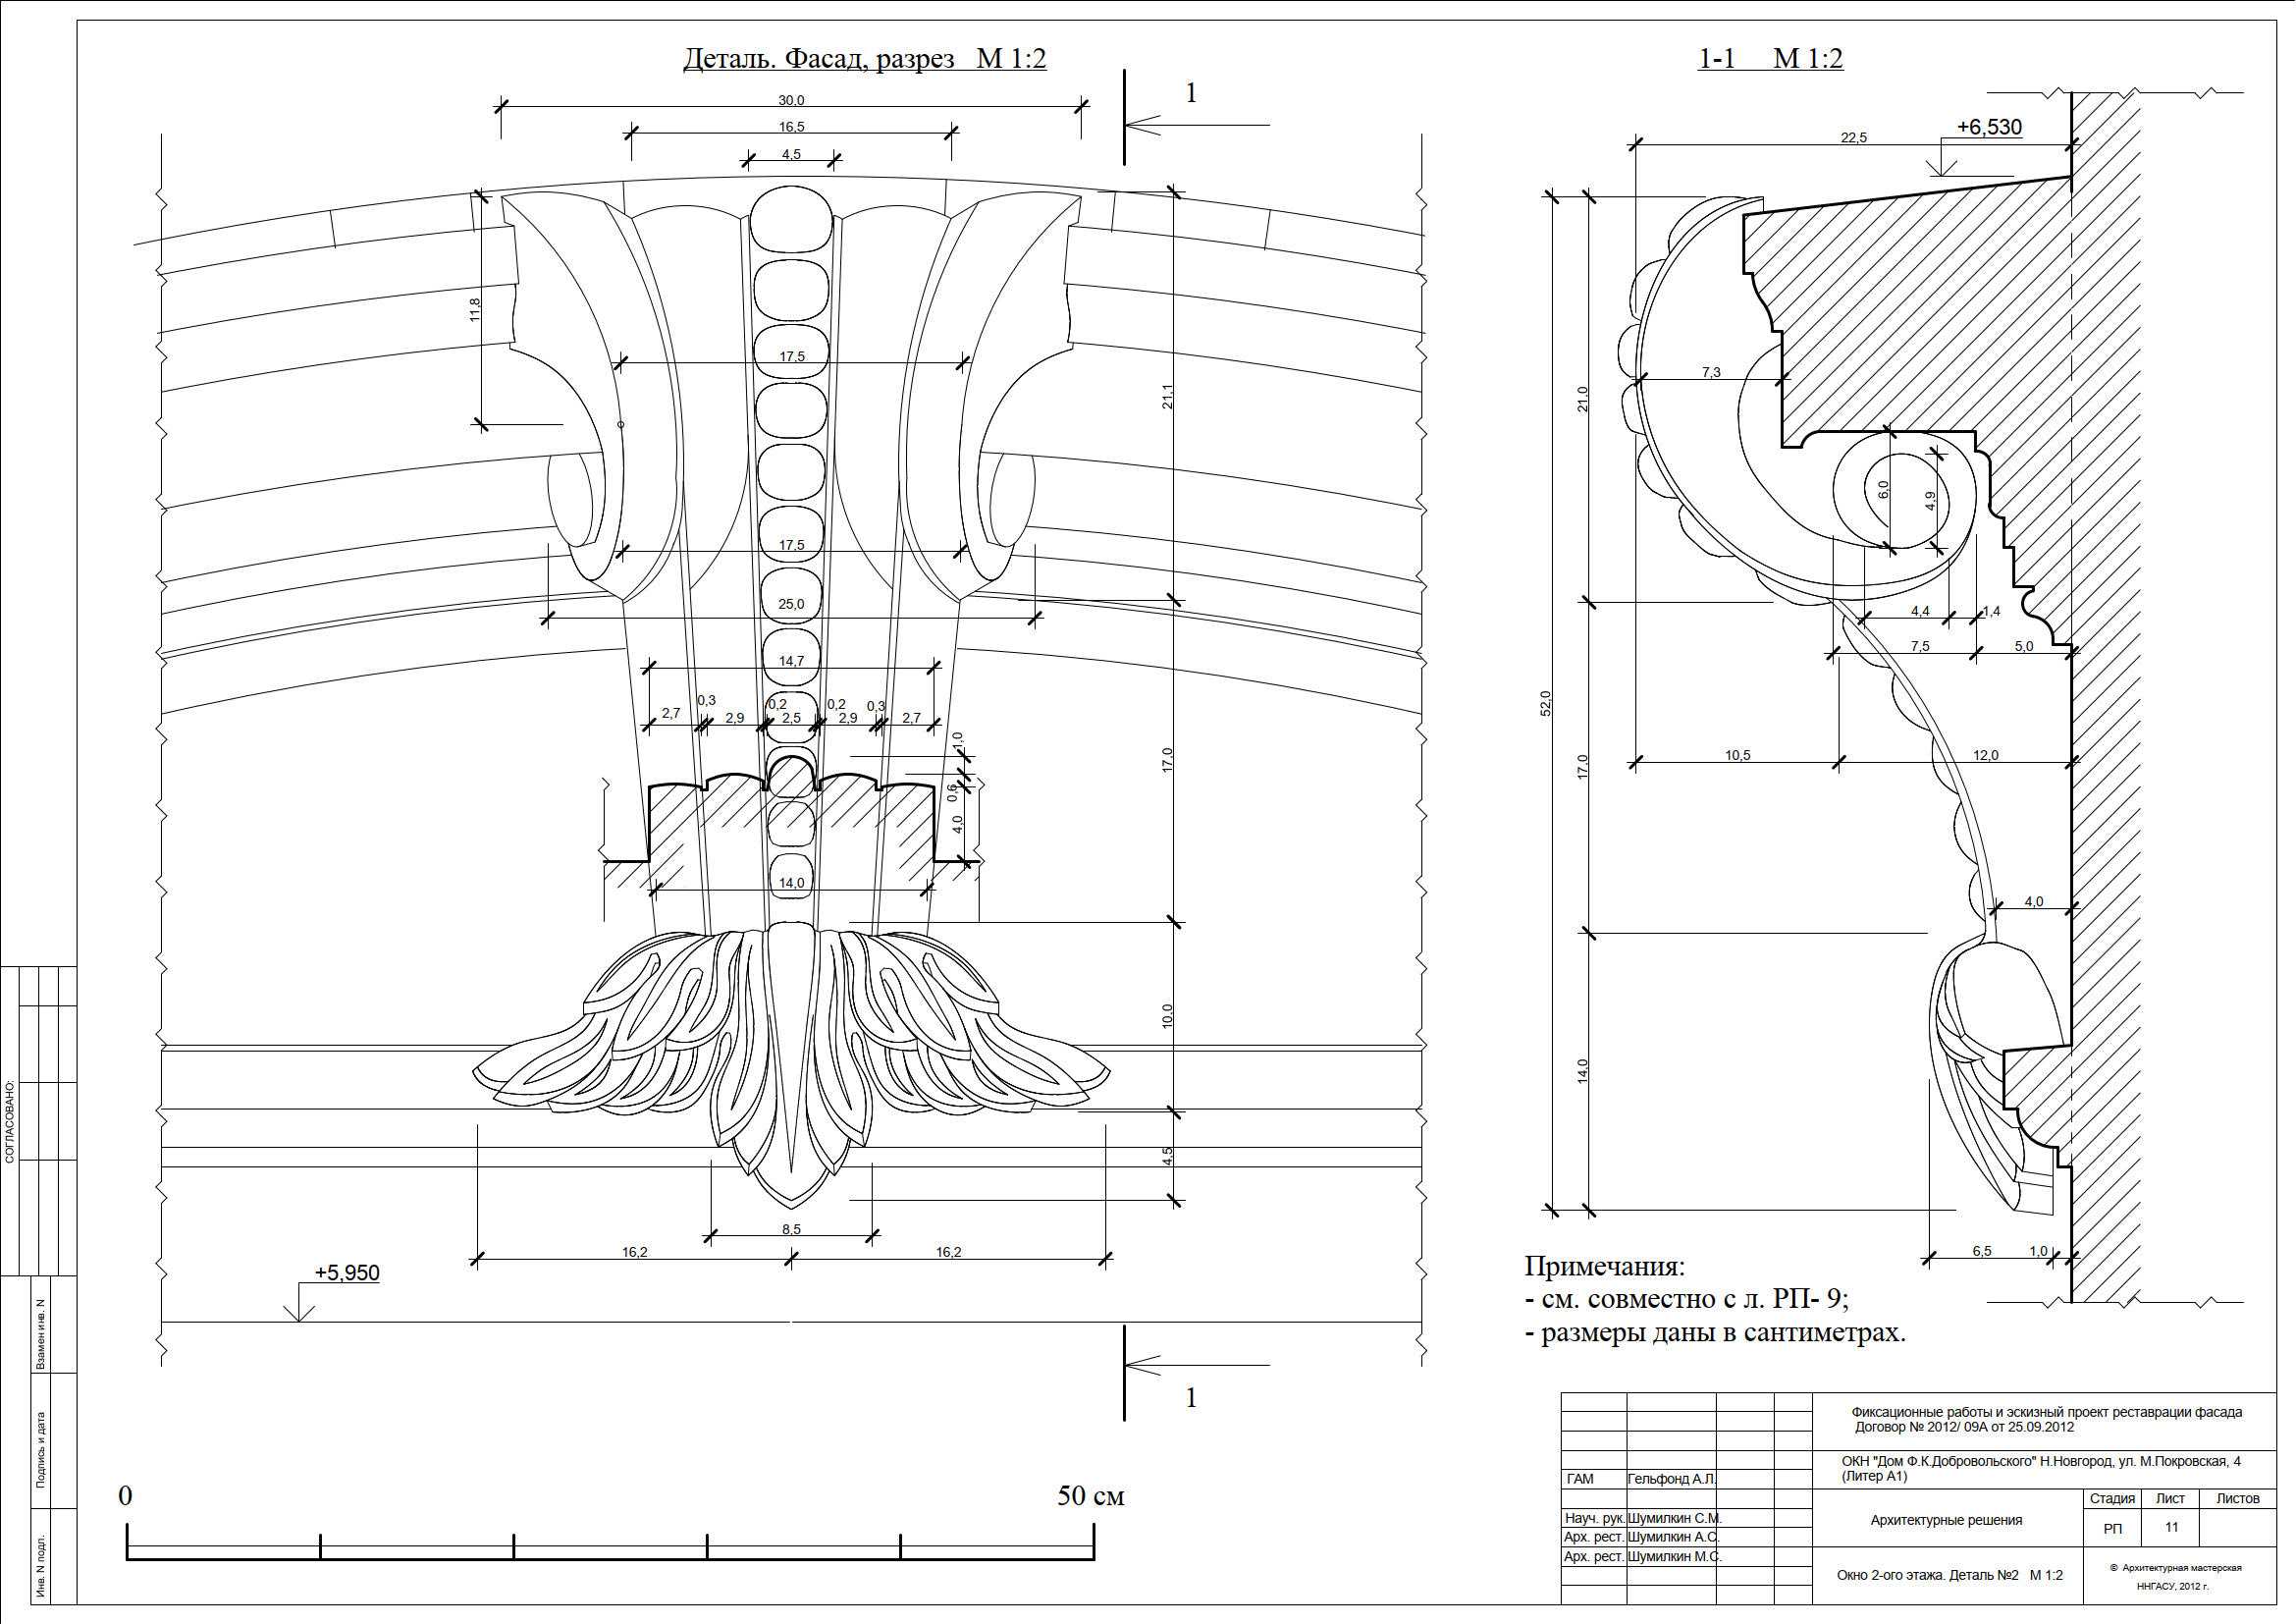 Деталь. Фасад, разрез М 1:2
1-1 М 1:2
1
30,0
16,5
4,5
+6,530
22,5
11,8
17,5
21,1
7,3
21,0
6,0
4,9
17,5
25,0
4,4
1,4
7,5
5,0
14,7
0,3
0,2
0,2
0,3
2,7
2,9
2,5
2,9
2,7
52,0
1,0
17,0
10,5
12,0
17,0
0,6
4,0
14,0
4,0
10,0
14,0
4,5
8,5
16,2
16,2
6,5
1,0
+5,950
Примечания:
- см. совместно с л. РП- 9;
- размеры даны в сантиметрах.
1
0
50 см
СОГЛАСОВАНО:
Взамен инв. N
Подпись и дата
Инв. N подл.
Фиксационные работы и эскизный проект реставрации фасада
Договор № 2012/ 09А от 25.09.2012
ОКН "Дом Ф.К.Добровольского" Н.Новгород, ул. М.Покровская, 4
(Литер А1)
ГАМ Гельфонд А.Л.
Стадия Лист Листов
Науч. рук. Шумилкин С.М.
Архитектурные решения
РП 11
Арх. рест. Шумилкин А.С.
Арх. рест. Шумилкин М.С.
Окно 2-ого этажа. Деталь №2 М 1:2
© Архитектурная мастерская
ННГАСУ, 2012 г.